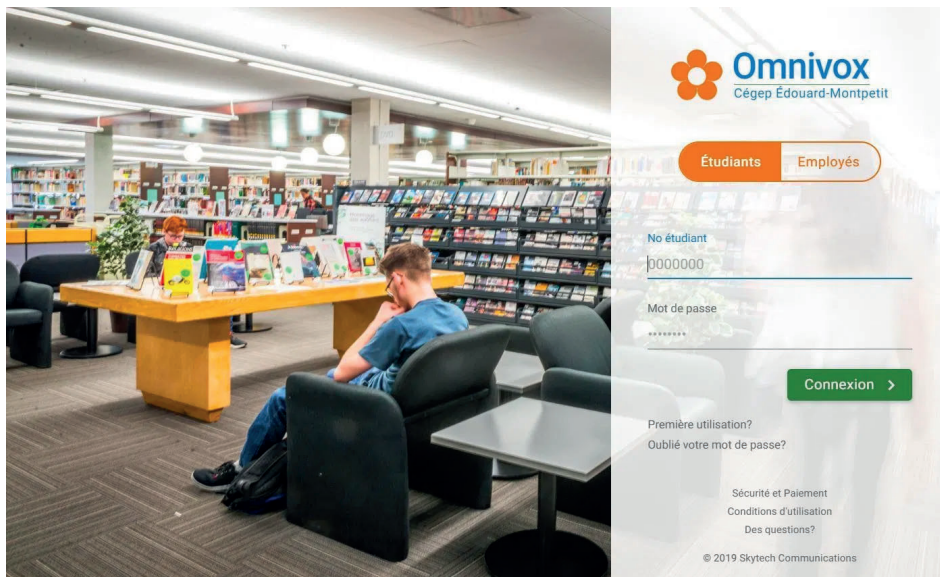 Omnivox
Cégep Édouard-Montpetit
Étudiants
Employés
No étudiant
0000000
Mot de passe
••••••••
Connexion
Première utilisation?
Oublié votre mot de passe?
Sécurité et Paiement
Conditions d'utilisation
Des questions?
© 2019 Skytech Communications